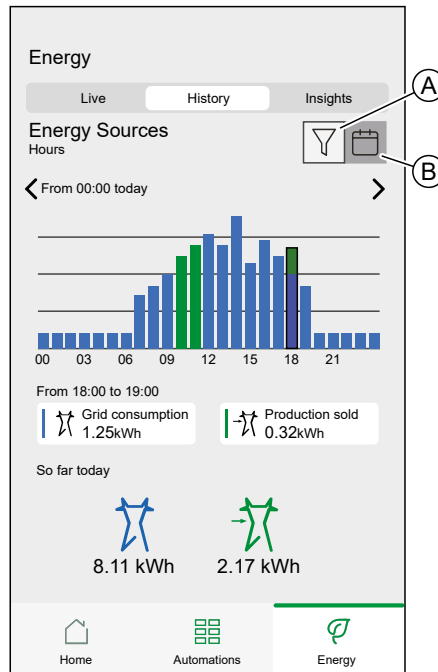 Energy
Live History Insights
A
Energy Sources
Hours
B
From 00:00 today
00 03 06 09 12 15 18 21
From 18:00 to 19:00
Grid consumption
1.25kWh
Production sold
0.32kWh
So far today
8.11 kWh 2.17 kWh
Home Automations Energy